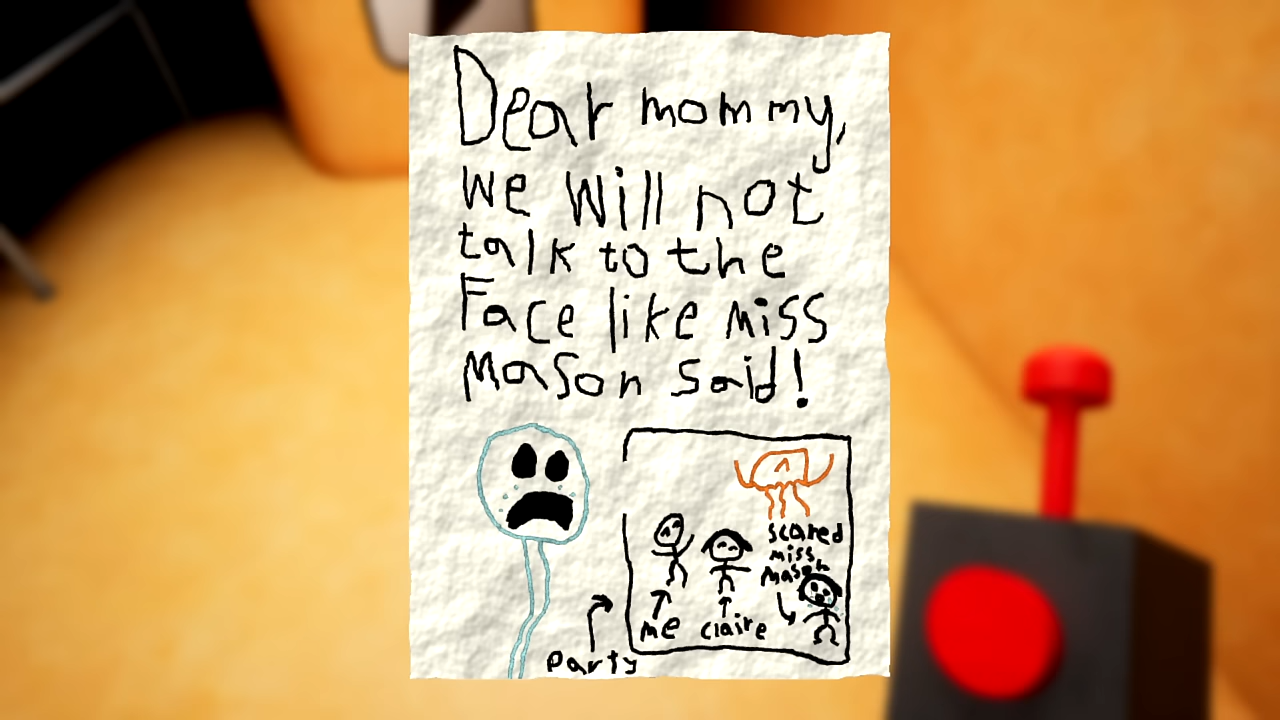 Dear mommy,
we will not
talk to the
Face like miss
mason said!
scared
miss
mason
me
claire
party